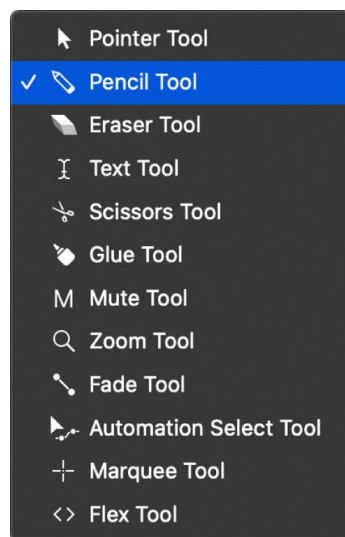 Pointer Tool
Pencil Tool
Eraser Tool
Text Tool
Scissors Tool
Glue Tool
M Mute Tool
Zoom Tool
Fade Tool
Automation Select Tool
Marquee Tool
Flex Tool